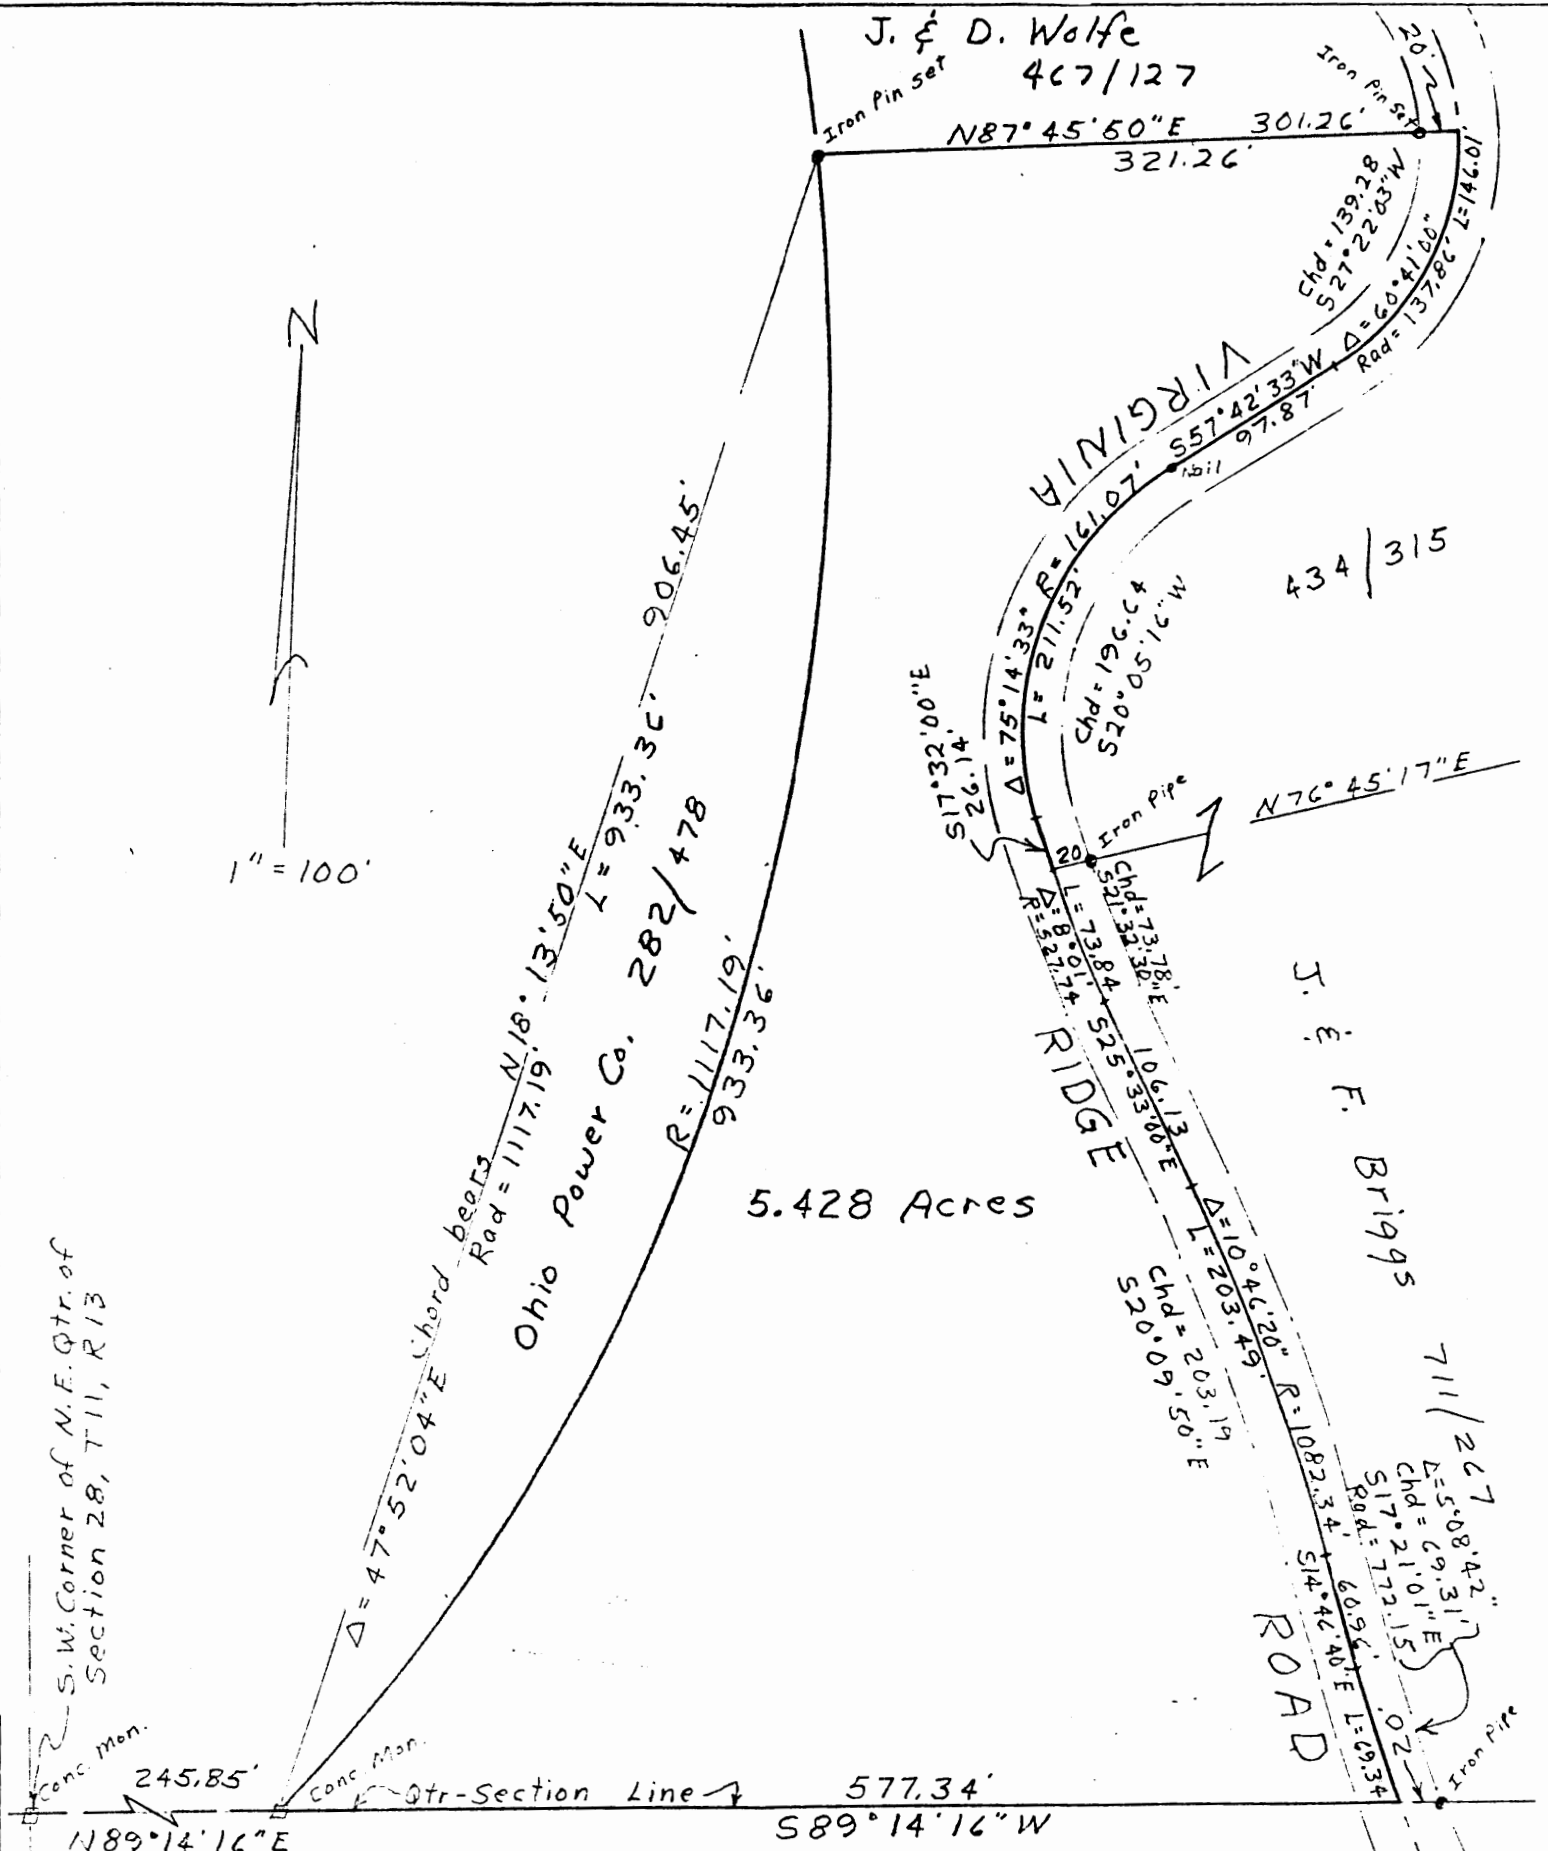 J. & D. Wolfe
467/127
Iron Pin Set
Iron Pin Set
20'
N87°45'50"E 301.26'
321.26'
Chd = 139.28
S27°22'03"W
Δ = 60°41'00" L=146.01'
Rad = 137.86'
N
1" = 100'
VIRGINIA
S57°42'33"W
97.87'
Nail
R = 161.07'
Δ = 75°14'33"
L = 211.52'
Chd = 196.64
S20°05'16"W
434/315
S17°32'00"E
26.14'
Iron Pipe
20
N76°45'17"E
Chd = 73.78'
S21°32'30"E
L = 73.84
Δ = 8°01'
R = 527.74
106.13
S25°33'00"E
RIDGE
J. & F. Briggs 711/267
Chord bears N18°13'50"E 906.45'
Δ = 47°52'04"E Rad = 1117.19' L = 933.36'
Ohio Power Co. 282/478
R = 1117.19'
933.36'
5.428 Acres
Δ = 10°46'20" R = 1082.34'
L = 203.49'
Chd = 203.19
S20°09'50"E
Δ = 5°08'42"
Chd = 69.31'
S17°21'01"E
Rad = 772.15'
60.96'
S14°46'40"E L = 69.34
ROAD
20'
Iron Pipe
S.W. Corner of N.E. Qtr. of
Section 28, T11, R13
Conc. Mon.
245.85'
N89°14'16"E
Conc. Mon.
Qtr-Section Line
577.34'
S89°14'16"W